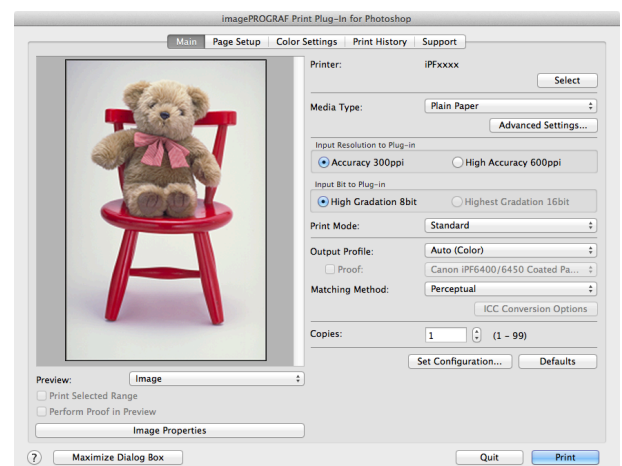 imagePROGRAF Print Plug-In for Photoshop
Main Page Setup Color Settings Print History Support
Printer: iPFxxxx
Select
Media Type: Plain Paper
Advanced Settings...
Input Resolution to Plug-in
Accuracy 300ppi High Accuracy 600ppi
Input Bit to Plug-in
High Gradation 8bit Highest Gradation 16bit
Print Mode: Standard
Output Profile: Auto (Color)
Proof: Canon iPF6400/6450 Coated Pa...
Matching Method: Perceptual
ICC Conversion Options
Copies: 1 (1 – 99)
Set Configuration... Defaults
Preview: Image
Print Selected Range
Perform Proof in Preview
Image Properties
? Maximize Dialog Box Quit Print